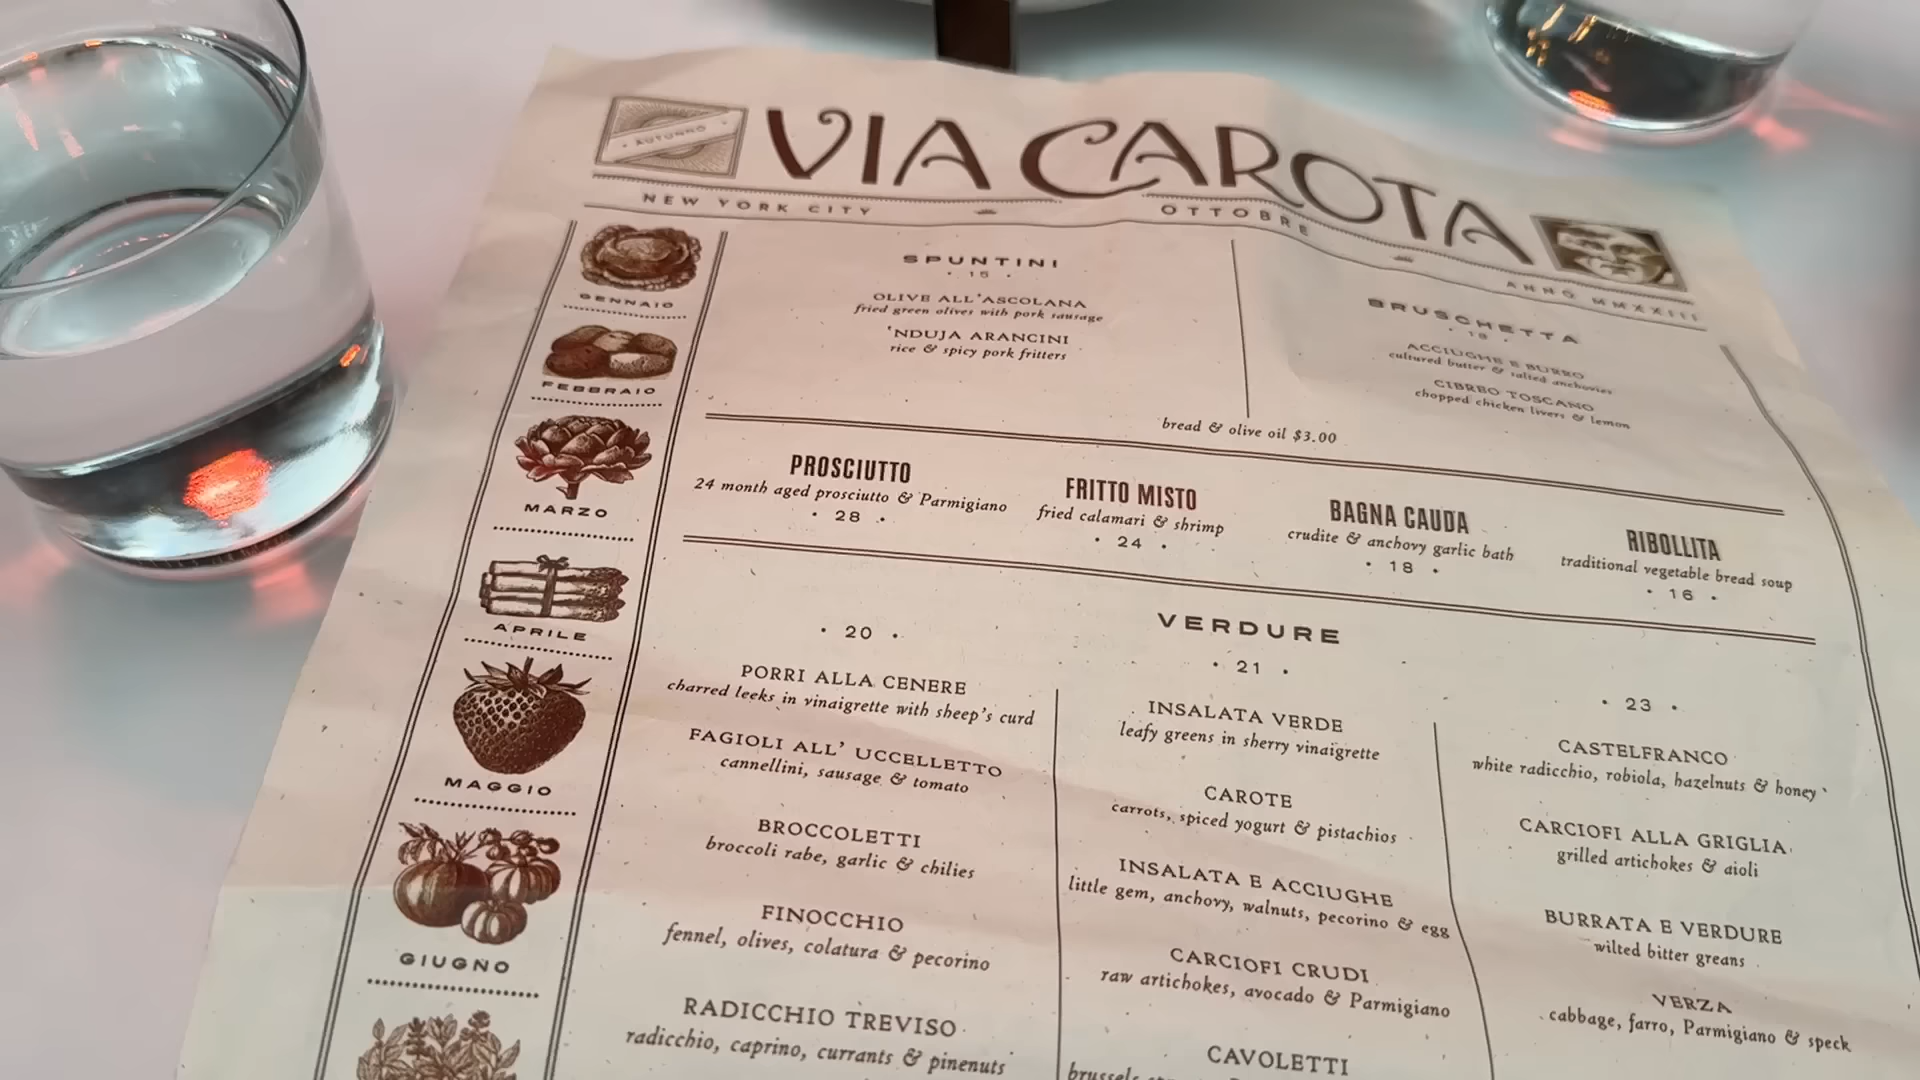 AUTUNNO
VIA CAROTA
NEW YORK CITY
OTTOBRE
ANNO MMXXIII
GENNAIO
FEBBRAIO
MARZO
APRILE
MAGGIO
GIUGNO
SPUNTINI
· 15 ·
OLIVE ALL'ASCOLANA
fried green olives with pork sausage
'NDUJA ARANCINI
rice & spicy pork fritters
BRUSCHETTA
· 18 ·
ACCIUGHE E BURRO
cultured butter & salted anchovies
CIBREO TOSCANO
chopped chicken livers & lemon
bread & olive oil $3.00
PROSCIUTTO
24 month aged prosciutto & Parmigiano
· 28 ·
FRITTO MISTO
fried calamari & shrimp
· 24 ·
BAGNA CAUDA
crudite & anchovy garlic bath
· 18 ·
RIBOLLITA
traditional vegetable bread soup
· 16 ·
VERDURE
· 20 ·
PORRI ALLA CENERE
charred leeks in vinaigrette with sheep's curd
FAGIOLI ALL' UCCELLETTO
cannellini, sausage & tomato
BROCCOLETTI
broccoli rabe, garlic & chilies
FINOCCHIO
fennel, olives, colatura & pecorino
RADICCHIO TREVISO
radicchio, caprino, currants & pinenuts
· 21 ·
INSALATA VERDE
leafy greens in sherry vinaigrette
CAROTE
carrots, spiced yogurt & pistachios
INSALATA E ACCIUGHE
little gem, anchovy, walnuts, pecorino & egg
CARCIOFI CRUDI
raw artichokes, avocado & Parmigiano
CAVOLETTI
brussels
· 23 ·
CASTELFRANCO
white radicchio, robiola, hazelnuts & honey
CARCIOFI ALLA GRIGLIA
grilled artichokes & aioli
BURRATA E VERDURE
wilted bitter greans
VERZA
cabbage, farro, Parmigiano & speck